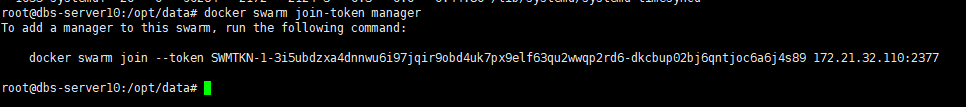 root@dbs-server10:/opt/data# docker swarm join-token manager
To add a manager to this swarm, run the following command:
docker swarm join --token SWMTKN-1-3i5ubdzxa4dnnwu6i97jqir9obd4uk7px9elf63qu2wwqp2rd6-dkcbup02bj6qntjoc6a6j4s89 172.21.32.110:2377
root@dbs-server10:/opt/data#